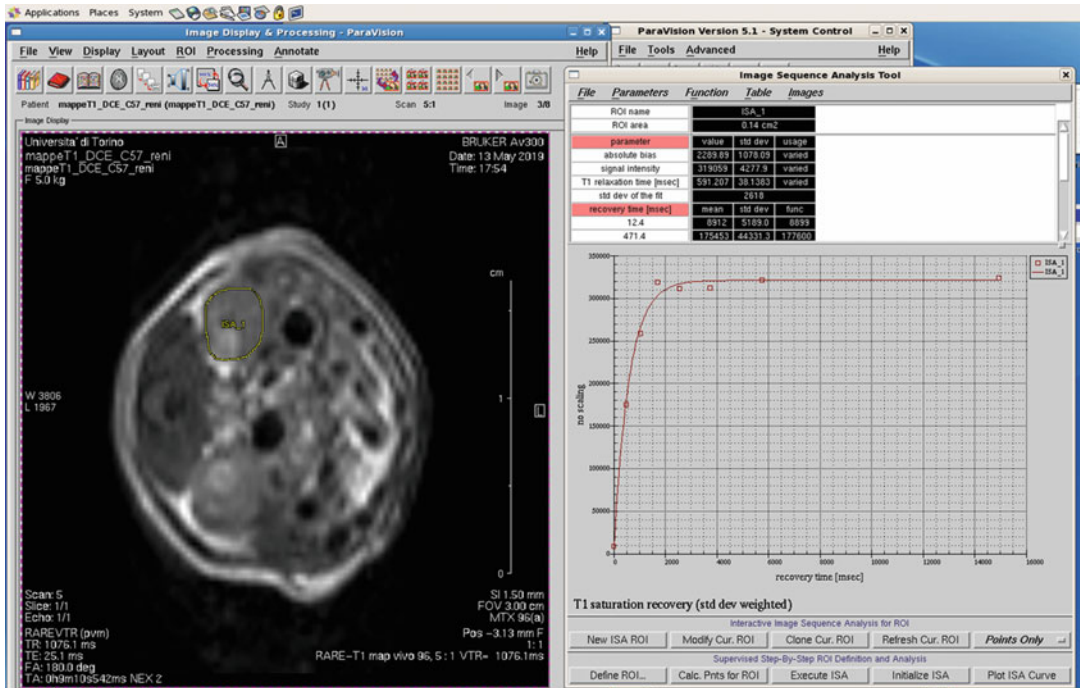 Applications Places System
Image Display & Processing - ParaVision
File View Display Layout ROI Processing Annotate Help
Patient mappeT1_DCE_C57_reni (mappeT1_DCE_C57_reni) Study 1(1) Scan 5:1 Image 3/8
Image Display
Universita' di Torino
mappeT1_DCE_C57_reni
mappeT1_DCE_C57_reni
F 5.0 kg
A
BRUKER Av300
Date: 13 May 2019
Time: 17:54
cm
ISA_1
W 3806
L 1967
1
L
0
Scan: 5
Slice: 1/1
Echo: 1/1
RAREVTR (pvm)
TR: 1076.1 ms
TE: 25.1 ms
FA: 180.0 deg
TA: 0h9m10s542ms NEX 2
SI 1.50 mm
FOV 3.00 cm
MTX 96(a)
Pos -3.13 mm F
1:1
RARE-T1 map vivo 96, 5 : 1 VTR= 1076.1ms
ParaVision Version 5.1 - System Control
File Tools Advanced Help
Image Sequence Analysis Tool
File Parameters Function Table Images
ROI name ISA_1
ROI area 0.14 cm2
parameter value std dev usage
absolute bias 2289.89 1078.09 varied
signal intensity 319059 4277.9 varied
T1 relaxation time [msec] 591.207 38.1383 varied
std dev of the fit 2618
recovery time [msec] mean std dev func
12.4 8912 5189.0 8899
471.4 175453 44331.3 177600
ISA_1
ISA_1
350000
300000
250000
200000
150000
100000
50000
0
no scaling
0 2000 4000 6000 8000 10000 12000 14000 16000
recovery time [msec]
T1 saturation recovery (std dev weighted)
Interactive Image Sequence Analysis for ROI
New ISA ROI Modify Cur. ROI Clone Cur. ROI Refresh Cur. ROI Points Only
Supervised Step-By-Step ROI Definition and Analysis
Define ROI... Calc. Pnts for ROI Execute ISA Initialize ISA Plot ISA Curve